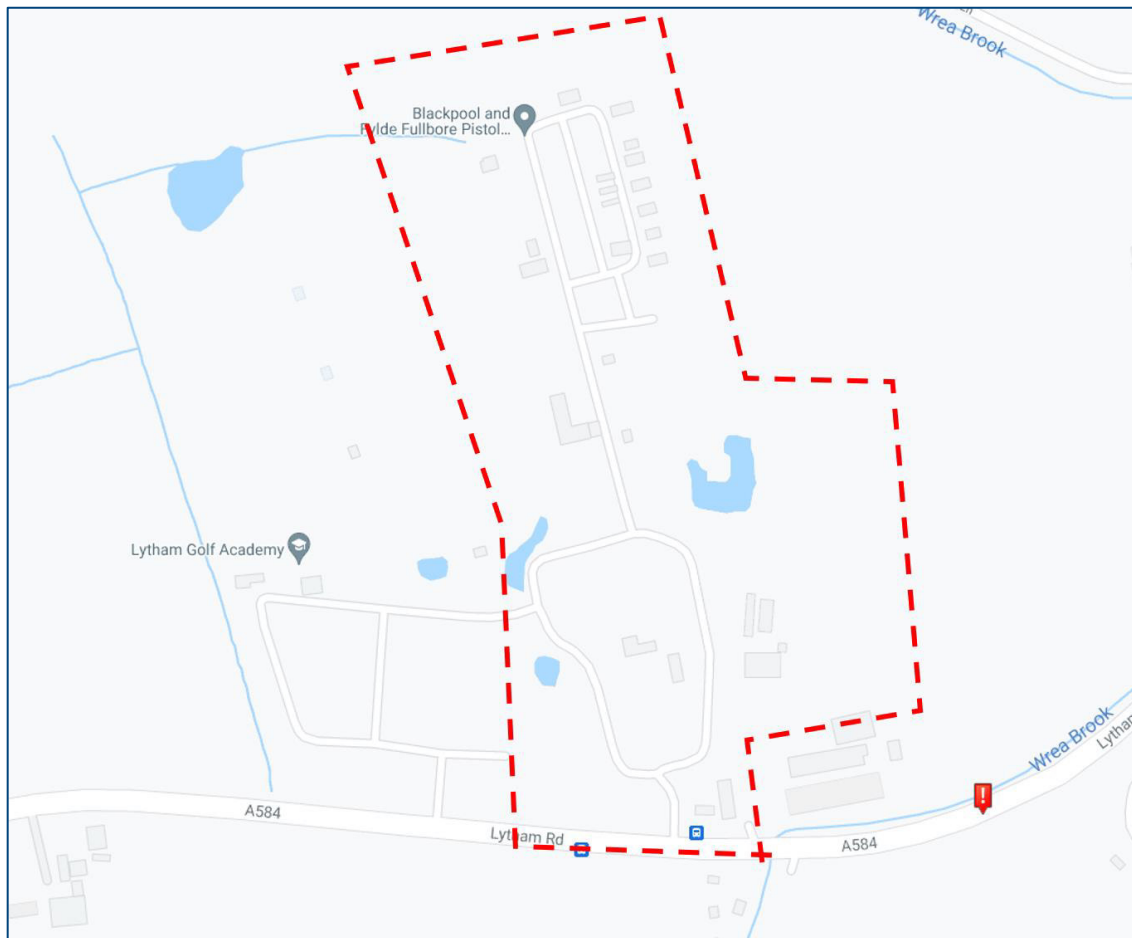 Wrea Brook
Blackpool and
Fylde Fullbore Pistol...
Lytham Golf Academy
Wrea Brook
Lytham
A584
Lytham Rd
A584